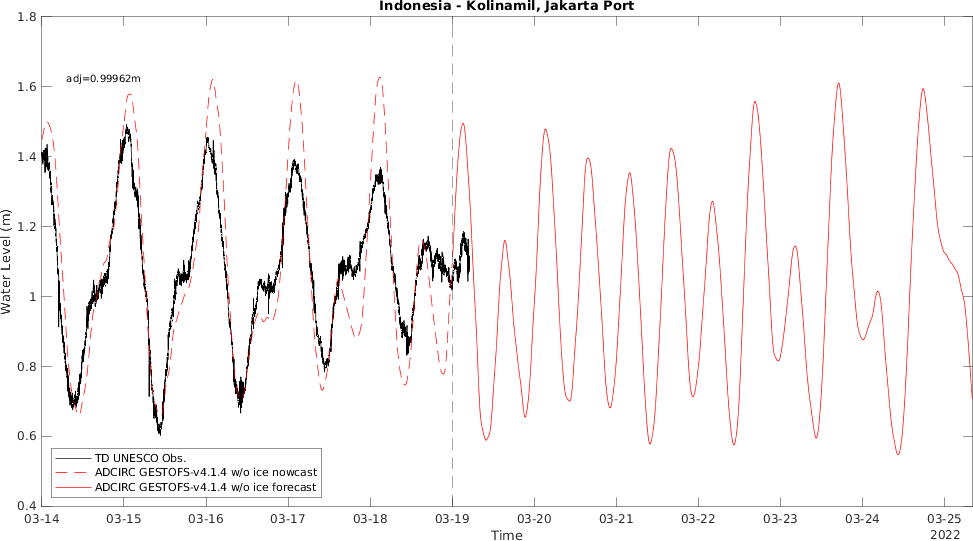 Indonesia - Kolinamil, Jakarta Port
1.8
1.6
1.4
1.2
1
0.8
0.6
0.4
Water Level (m)
adj=0.99962m
TD UNESCO Obs.
ADCIRC GESTOFS-v4.1.4 w/o ice nowcast
ADCIRC GESTOFS-v4.1.4 w/o ice forecast
03-14 03-15 03-16 03-17 03-18 03-19 03-20 03-21 03-22 03-23 03-24 03-25
Time
2022